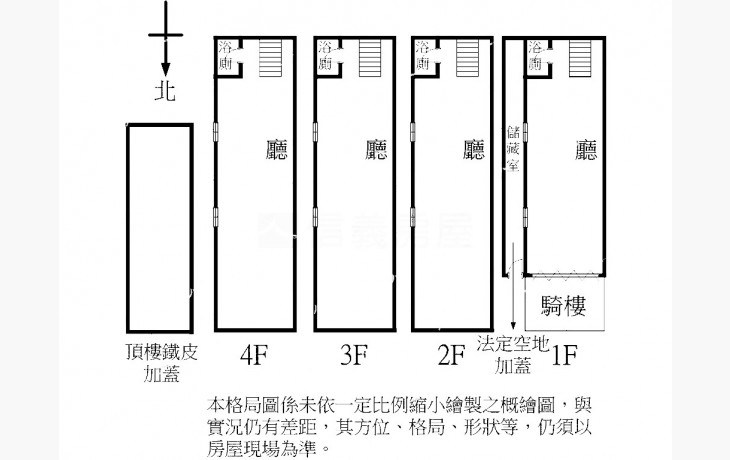 北
浴廁
廳
浴廁
廳
浴廁
廳
浴廁
儲藏室
廳
信義房屋
騎樓
頂樓鐵皮
加蓋
4F
3F
2F
法定空地
加蓋
1F
本格局圖係未依一定比例縮小繪製之概繪圖，與
實況仍有差距，其方位、格局、形狀等，仍須以
房屋現場為準。